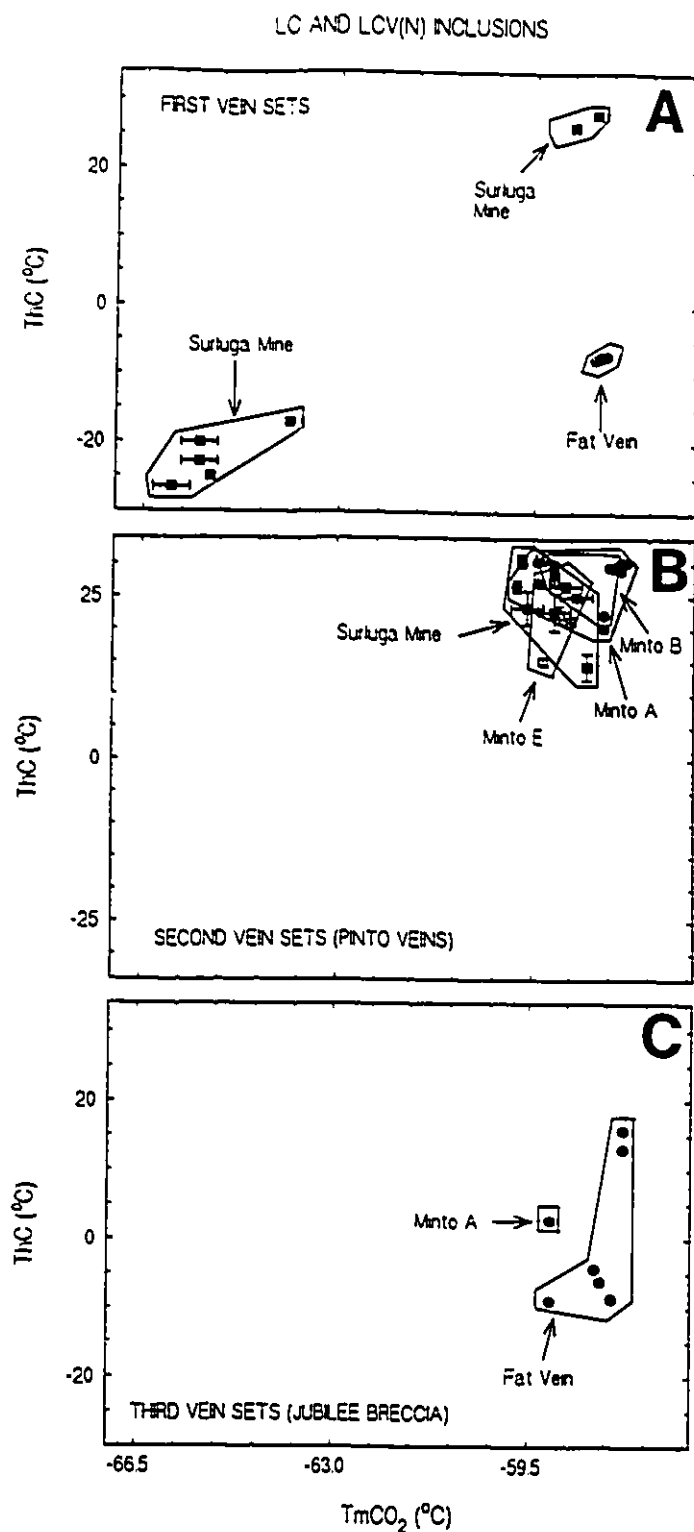 LC AND LCV(N) INCLUSIONS
FIRST VEIN SETS
A
Surluga
Mine
Surluga Mine
Fat Vein
ThC (°C)
20
0
-20
B
Surluga Mine
Minto B
Minto A
Minto E
ThC (°C)
25
0
-25
SECOND VEIN SETS (PINTO VEINS)
C
Minto A
Fat Vein
ThC (°C)
20
0
-20
THIRD VEIN SETS (JUBILEE BRECCIA)
-66.5 -63.0 -59.5
TmCO₂ (°C)